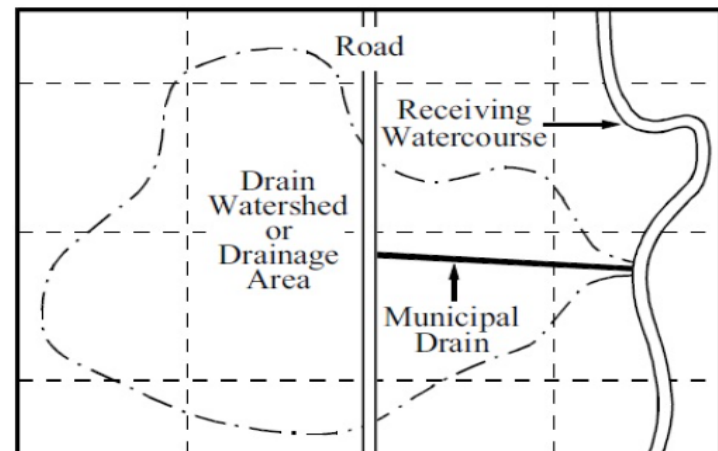 Road
Receiving
Watercourse
Drain
Watershed
or
Drainage
Area
Municipal
Drain